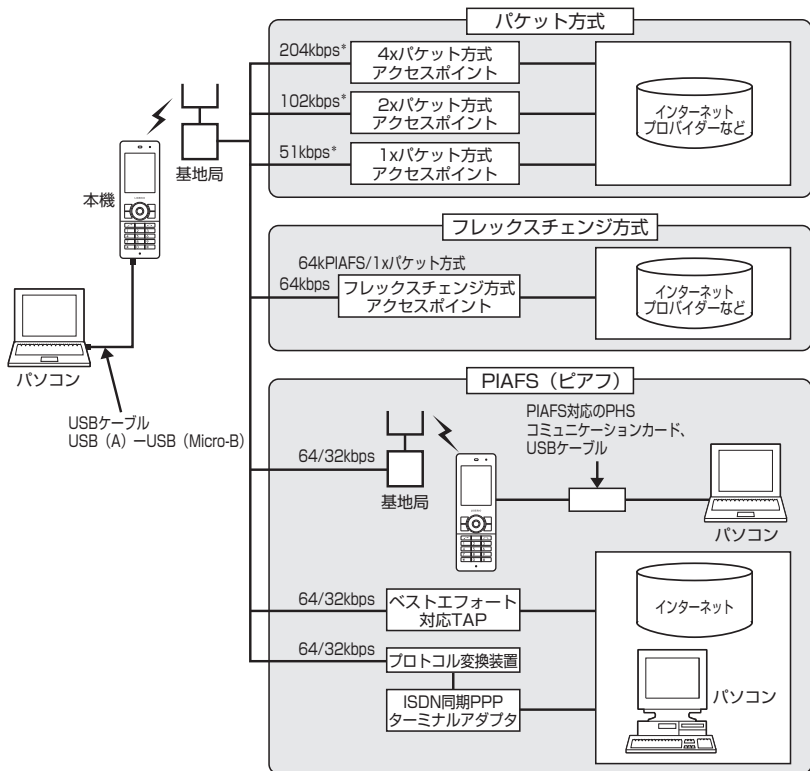 パケット方式
204kbps*
4xパケット方式
アクセスポイント
102kbps*
2xパケット方式
アクセスポイント
51kbps*
1xパケット方式
アクセスポイント
インターネット
プロバイダーなど
基地局
本機
パソコン
USBケーブル
USB（A）ーUSB（Micro-B）
フレックスチェンジ方式
64kPIAFS/1xパケット方式
64kbps
フレックスチェンジ方式
アクセスポイント
インターネット
プロバイダーなど
PIAFS（ピアフ）
PIAFS対応のPHS
コミュニケーションカード、
USBケーブル
64/32kbps
基地局
パソコン
64/32kbps
ベストエフォート
対応TAP
インターネット
64/32kbps
プロトコル変換装置
ISDN同期PPP
ターミナルアダプタ
パソコン